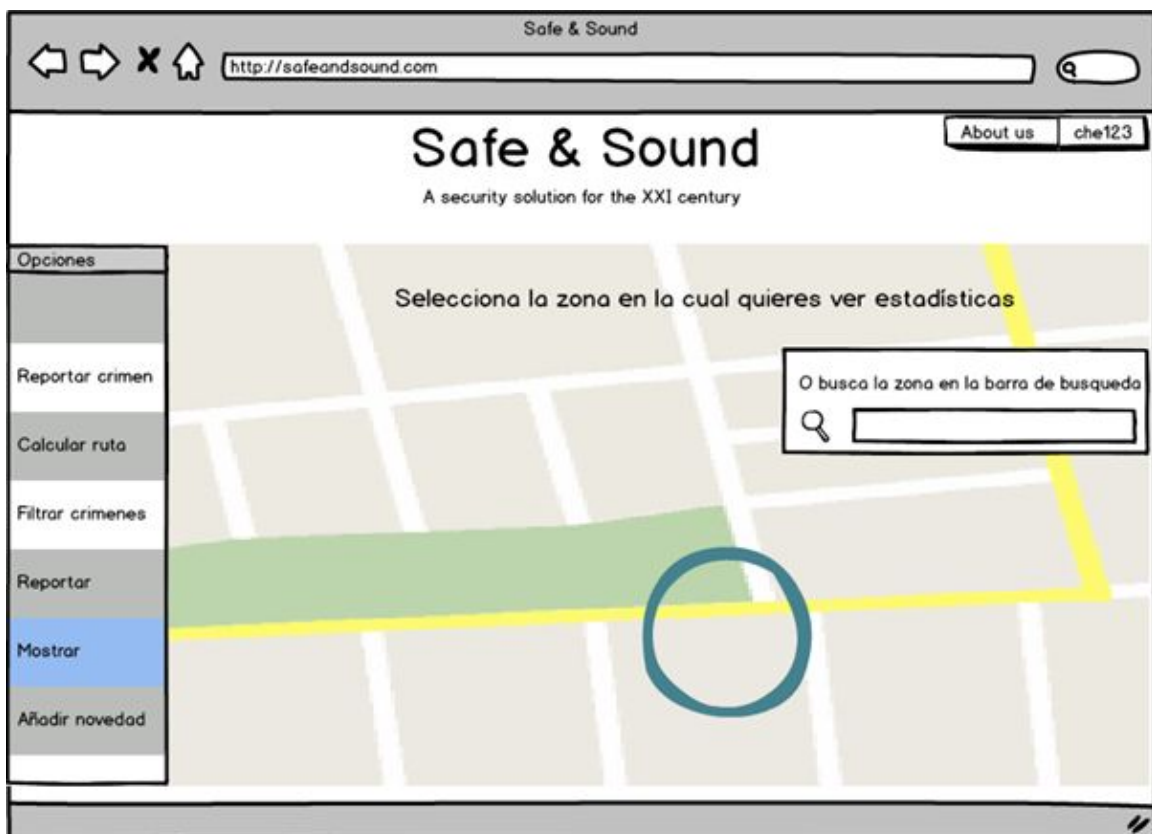 Safe & Sound
http://safeandsound.com
About us
che123
Safe & Sound
A security solution for the XXI century
Opciones
Reportar crimen
Calcular ruta
Filtrar crimenes
Reportar
Mostrar
Añadir novedad
Selecciona la zona en la cual quieres ver estadísticas
O busca la zona en la barra de busqueda